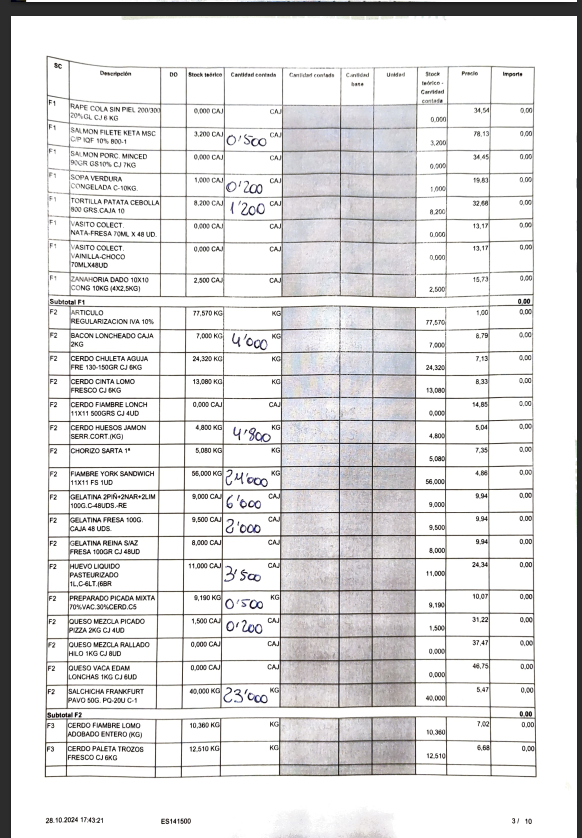 SC Descripción DO Stock teórico Cantidad contada Cantidad contada Cantidad base Unidad Stock teórico - Cantidad contada Precio Importe
F1 RAPE COLA SIN PIEL 200/300 0,000 CAJ CAJ 34,54 0,00
20%GL CJ 6 KG 0,000
F1 SALMON FILETE KETA MSC 3,200 CAJ 0'500 CAJ 78,13 0,00
C/P IQF 10% 800-1 3,200
F1 SALMON PORC. MINCED 0,000 CAJ CAJ 34,45 0,00
90GR GS10% CJ 7KG 0,000
F1 SOPA VERDURA 1,000 CAJ 0'200 CAJ 19,83 0,00
CONGELADA C-10KG. 1,000
F1 TORTILLA PATATA CEBOLLA 8,200 CAJ 1'200 CAJ 32,68 0,00
800 GRS.CAJA 10 8,200
F1 VASITO COLECT. 0,000 CAJ CAJ 13,17 0,00
NATA-FRESA 70ML X 48 UD. 0,000
F1 VASITO COLECT. 0,000 CAJ CAJ 13,17 0,00
VAINILLA-CHOCO 0,000
70MLX48UD
F1 ZANAHORIA DADO 10X10 2,500 CAJ CAJ 15,73 0,00
CONG 10KG (4X2,5KG) 2,500
Subtotal F1 0,00
F2 ARTICULO 77,570 KG KG 1,00 0,00
REGULARIZACION IVA 10% 77,570
F2 BACON LONCHEADO CAJA 7,000 KG 4'000 KG 8,79 0,00
2KG 7,000
F2 CERDO CHULETA AGUJA 24,320 KG KG 7,13 0,00
FRE 130-150GR CJ 6KG 24,320
F2 CERDO CINTA LOMO 13,080 KG KG 8,33 0,00
FRESCO CJ 6KG 13,080
F2 CERDO FIAMBRE LONCH 0,000 CAJ CAJ 14,85 0,00
11X11 500GRS CJ 4UD 0,000
F2 CERDO HUESOS JAMON 4,800 KG 4'800 KG 5,04 0,00
SERR.CORT.(KG) 4,800
F2 CHORIZO SARTA 1ª 5,080 KG KG 7,35 0,00
5,080
F2 FIAMBRE YORK SANDWICH 56,000 KG 24'000 KG 4,86 0,00
11X11 FS 1UD 56,000
F2 GELATINA 2PIÑ+2NAR+2LIM 9,000 CAJ 6'000 CAJ 9,94 0,00
100G.C-48UDS.-RE 9,000
F2 GELATINA FRESA 100G. 9,500 CAJ 2'000 CAJ 9,94 0,00
CAJA 48 UDS. 9,500
F2 GELATINA REINA S/AZ 8,000 CAJ CAJ 9,94 0,00
FRESA 100GR CJ 48UD 8,000
F2 HUEVO LIQUIDO 11,000 CAJ 3'500 CAJ 24,34 0,00
PASTEURIZADO 11,000
1L,C-6LT.(6BR
F2 PREPARADO PICADA MIXTA 9,190 KG 0'500 KG 10,07 0,00
70%VAC.30%CERD.C5 9,190
F2 QUESO MEZCLA PICADO 1,500 CAJ 0'200 CAJ 31,22 0,00
PIZZA 2KG CJ 4UD 1,500
F2 QUESO MEZCLA RALLADO 0,000 CAJ CAJ 37,47 0,00
HILO 1KG CJ 8UD 0,000
F2 QUESO VACA EDAM 0,000 CAJ CAJ 46,75 0,00
LONCHAS 1KG CJ 6UD 0,000
F2 SALCHICHA FRANKFURT 40,000 KG 23'000 KG 5,47 0,00
PAVO 50G. PQ-20U C-1 40,000
Subtotal F2 0,00
F3 CERDO FIAMBRE LOMO 10,360 KG KG 7,02 0,00
ADOBADO ENTERO (KG) 10,360
F3 CERDO PALETA TROZOS 12,510 KG KG 6,68 0,00
FRESCO CJ 6KG 12,510
28.10.2024 17:43:21 ES141500 3 / 10